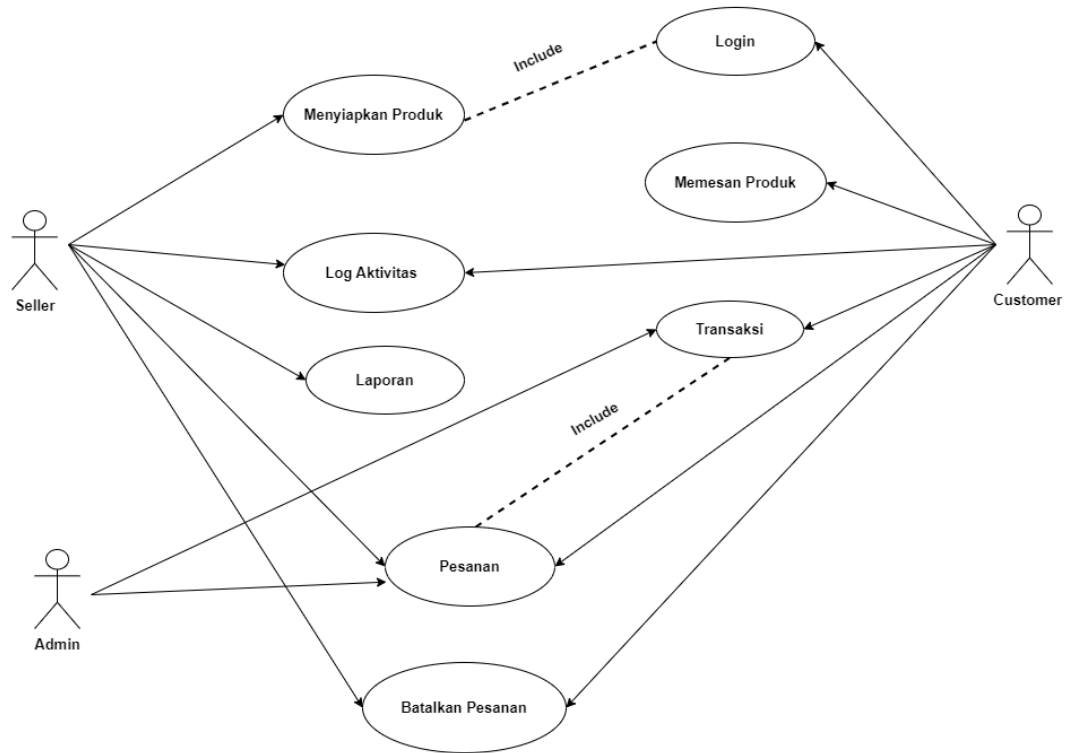 Login
Include
Menyiapkan Produk
Memesan Produk
Log Aktivitas
Seller
Customer
Transaksi
Laporan
Include
Pesanan
Admin
Batalkan Pesanan